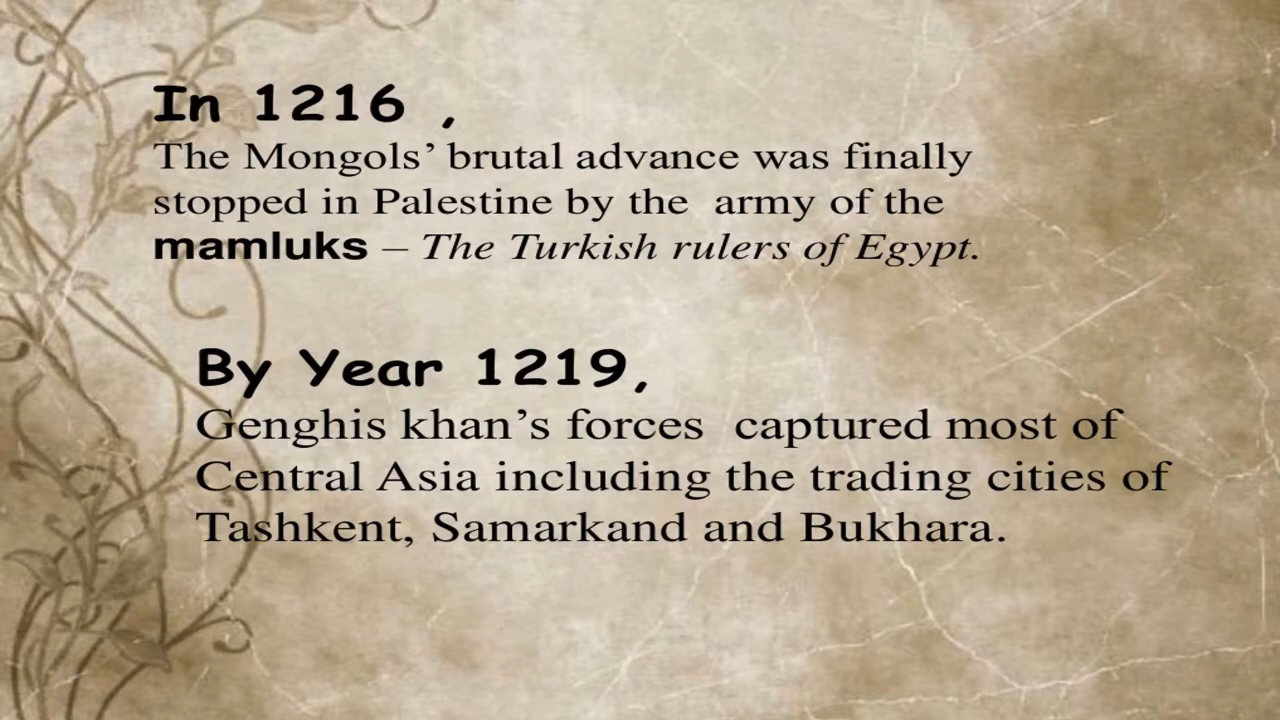 In 1216 ,
The Mongols’ brutal advance was finally
stopped in Palestine by the army of the
mamluks – The Turkish rulers of Egypt.
By Year 1219,
Genghis khan’s forces captured most of
Central Asia including the trading cities of
Tashkent, Samarkand and Bukhara.